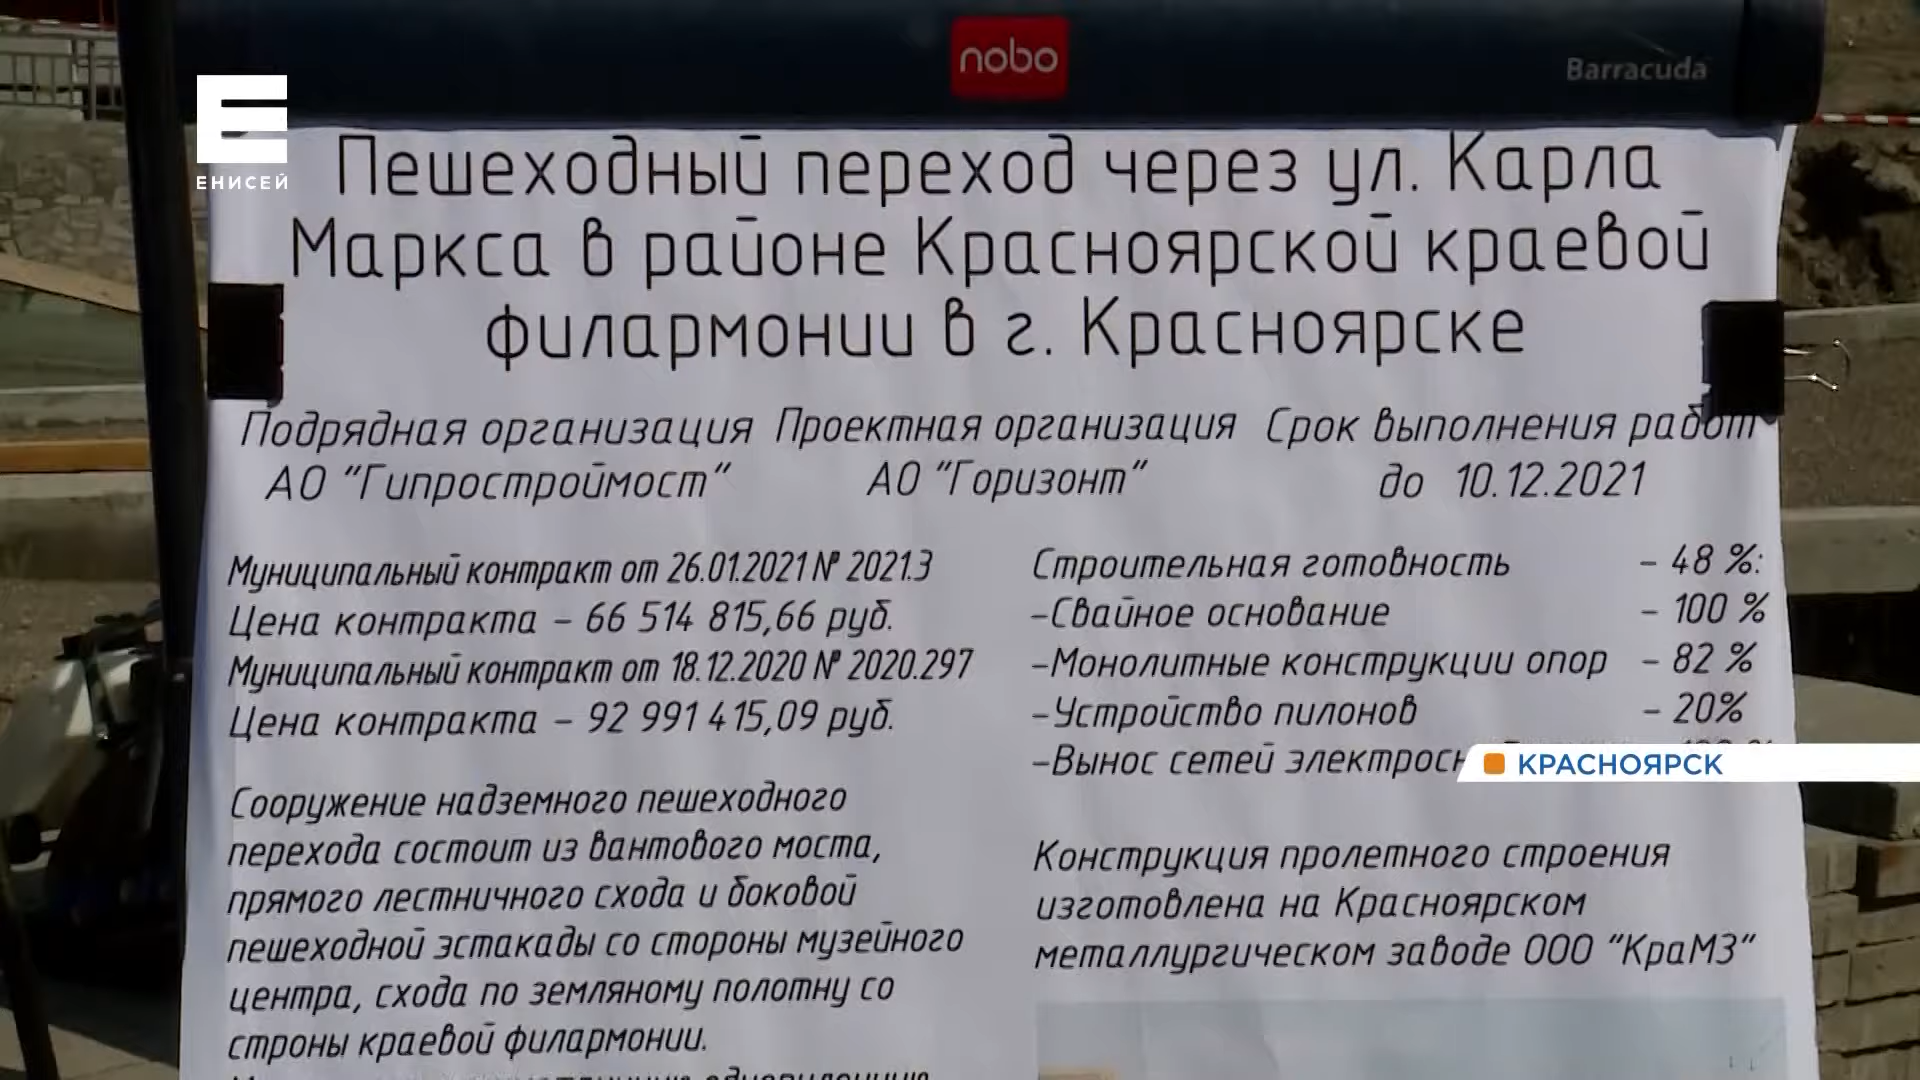 nobo
Barracuda
ЕНИСЕЙ
Пешеходный переход через ул. Карла
Маркса в районе Красноярской краевой
филармонии в г. Красноярске
Подрядная организация
АО "Гипростроймост"
Проектная организация
АО "Горизонт"
Срок выполнения работ
до 10.12.2021
Муниципальный контракт от 26.01.2021 № 2021.3
Цена контракта – 66 514 815,66 руб.
Муниципальный контракт от 18.12.2020 № 2020.297
Цена контракта – 92 991 415,09 руб.
Сооружение надземного пешеходного
перехода состоит из вантового моста,
прямого лестничного схода и боковой
пешеходной эстакады со стороны музейного
центра, схода по земляному полотну со
строны краевой филармонии.
Строительная готовность – 48 %:
–Свайное основание – 100 %
–Монолитные конструкции опор – 82 %
–Устройство пилонов – 20%
–Вынос сетей
КРАСНОЯРСК
Конструкция пролетного строения
изготовлена на Красноярском
металлургическом заводе ООО "КраМЗ"